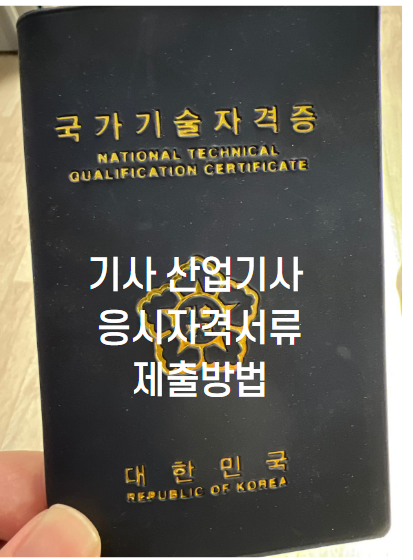 국가기술자격증
NATIONAL TECHNICAL
QUALIFICATION CERTIFICATE
기사 산업기사
응시자격서류
제출방법
대한민국
REPUBLIC OF KOREA